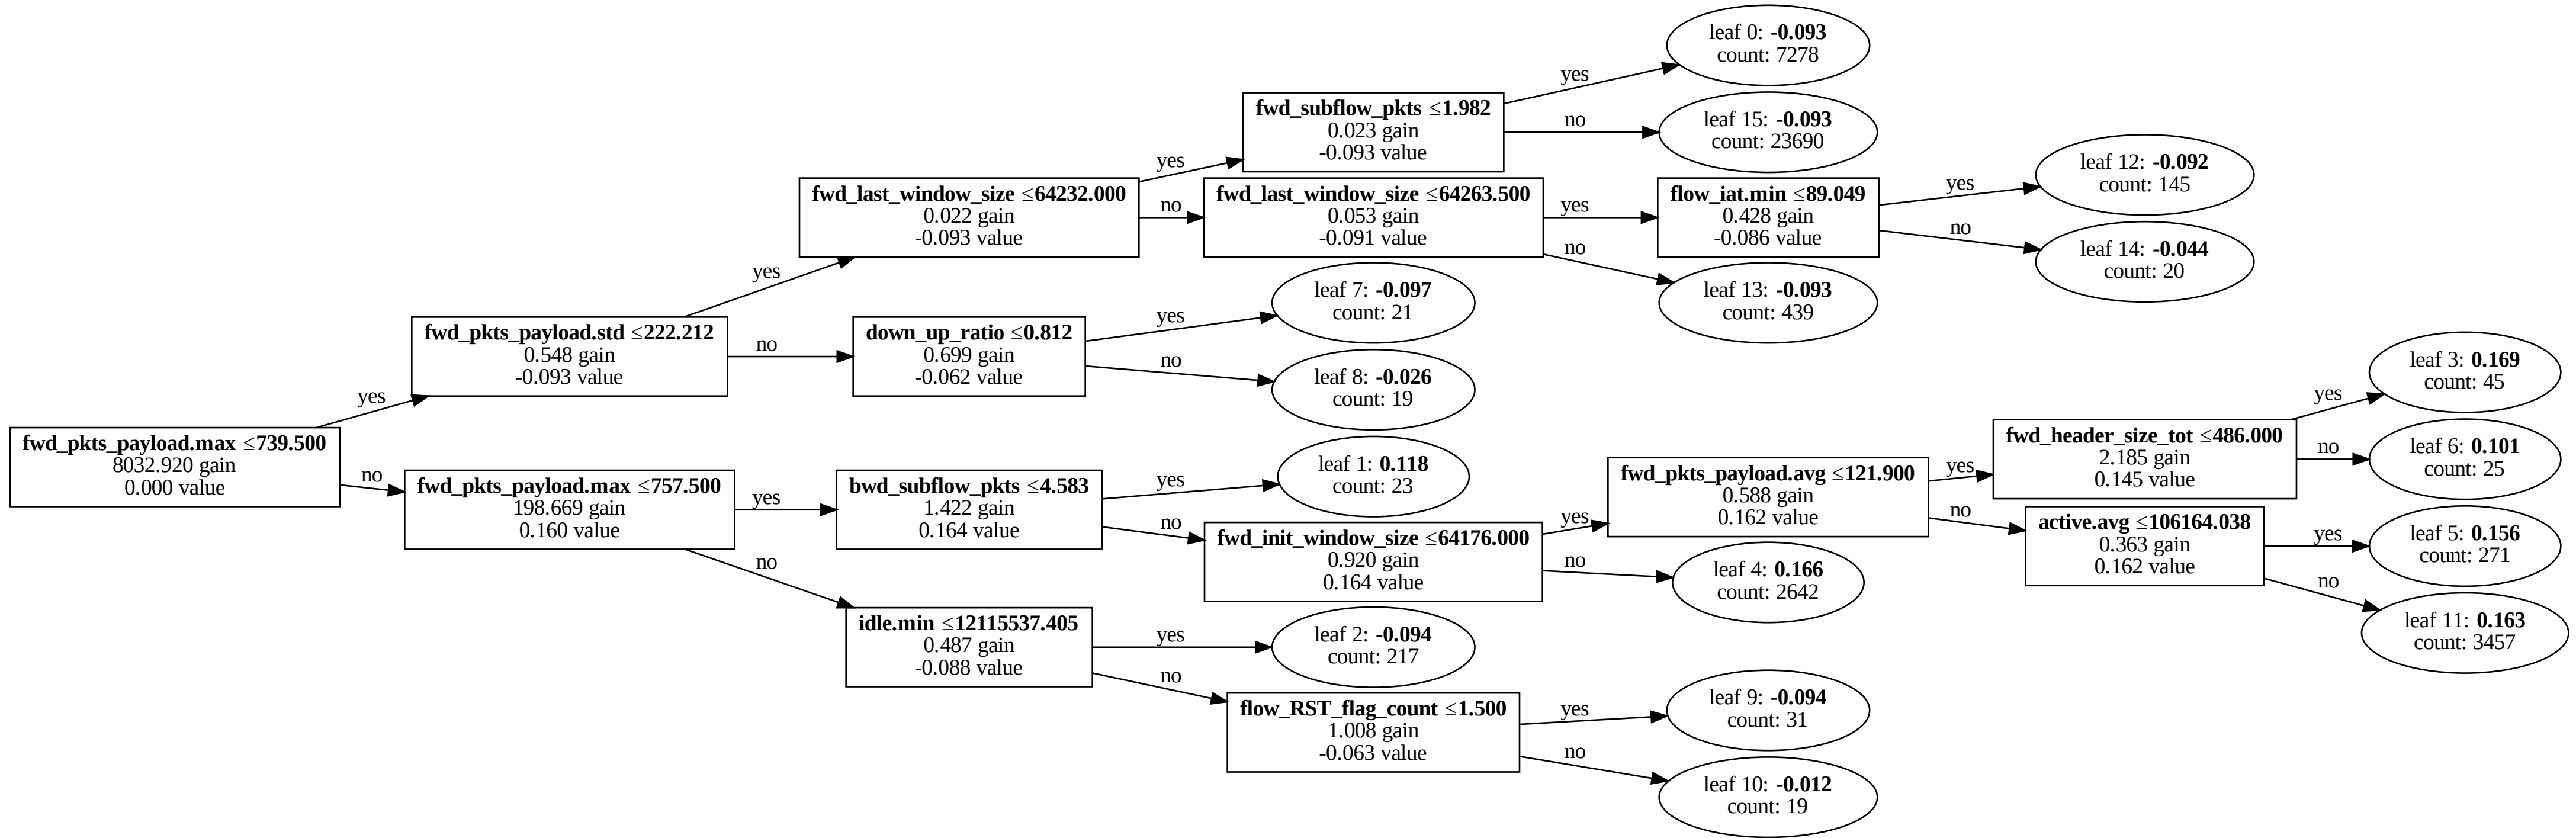 fwd_pkts_payload.max ≤739.500
8032.920 gain
0.000 value
yes
no
fwd_pkts_payload.std ≤222.212
0.548 gain
-0.093 value
yes
no
fwd_last_window_size ≤64232.000
0.022 gain
-0.093 value
yes
no
fwd_subflow_pkts ≤1.982
0.023 gain
-0.093 value
yes
no
leaf 0: -0.093
count: 7278
leaf 15: -0.093
count: 23690
fwd_last_window_size ≤64263.500
0.053 gain
-0.091 value
yes
no
flow_iat.min ≤89.049
0.428 gain
-0.086 value
yes
no
leaf 12: -0.092
count: 145
leaf 14: -0.044
count: 20
leaf 13: -0.093
count: 439
down_up_ratio ≤0.812
0.699 gain
-0.062 value
yes
no
leaf 7: -0.097
count: 21
leaf 8: -0.026
count: 19
fwd_pkts_payload.max ≤757.500
198.669 gain
0.160 value
yes
no
bwd_subflow_pkts ≤4.583
1.422 gain
0.164 value
yes
no
leaf 1: 0.118
count: 23
fwd_init_window_size ≤64176.000
0.920 gain
0.164 value
yes
no
fwd_pkts_payload.avg ≤121.900
0.588 gain
0.162 value
yes
no
fwd_header_size_tot ≤486.000
2.185 gain
0.145 value
yes
no
leaf 3: 0.169
count: 45
leaf 6: 0.101
count: 25
active.avg ≤106164.038
0.363 gain
0.162 value
yes
no
leaf 5: 0.156
count: 271
leaf 11: 0.163
count: 3457
leaf 4: 0.166
count: 2642
idle.min ≤12115537.405
0.487 gain
-0.088 value
yes
no
leaf 2: -0.094
count: 217
flow_RST_flag_count ≤1.500
1.008 gain
-0.063 value
yes
no
leaf 9: -0.094
count: 31
leaf 10: -0.012
count: 19